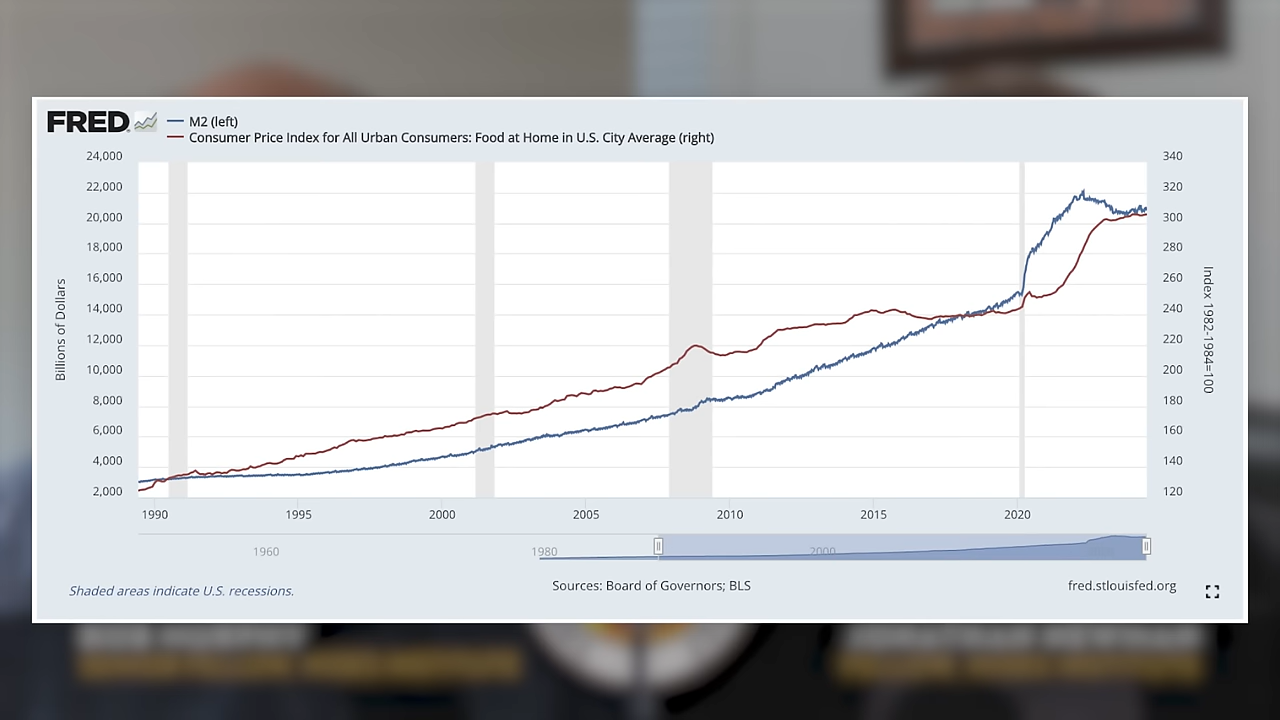 FRED
M2 (left)
Consumer Price Index for All Urban Consumers: Food at Home in U.S. City Average (right)
24,000
22,000
20,000
18,000
16,000
14,000
12,000
10,000
8,000
6,000
4,000
2,000
Billions of Dollars
340
320
300
280
260
240
220
200
180
160
140
120
Index 1982-1984=100
1990 1995 2000 2005 2010 2015 2020
1960 1980 2000
Shaded areas indicate U.S. recessions.
Sources: Board of Governors; BLS
fred.stlouisfed.org